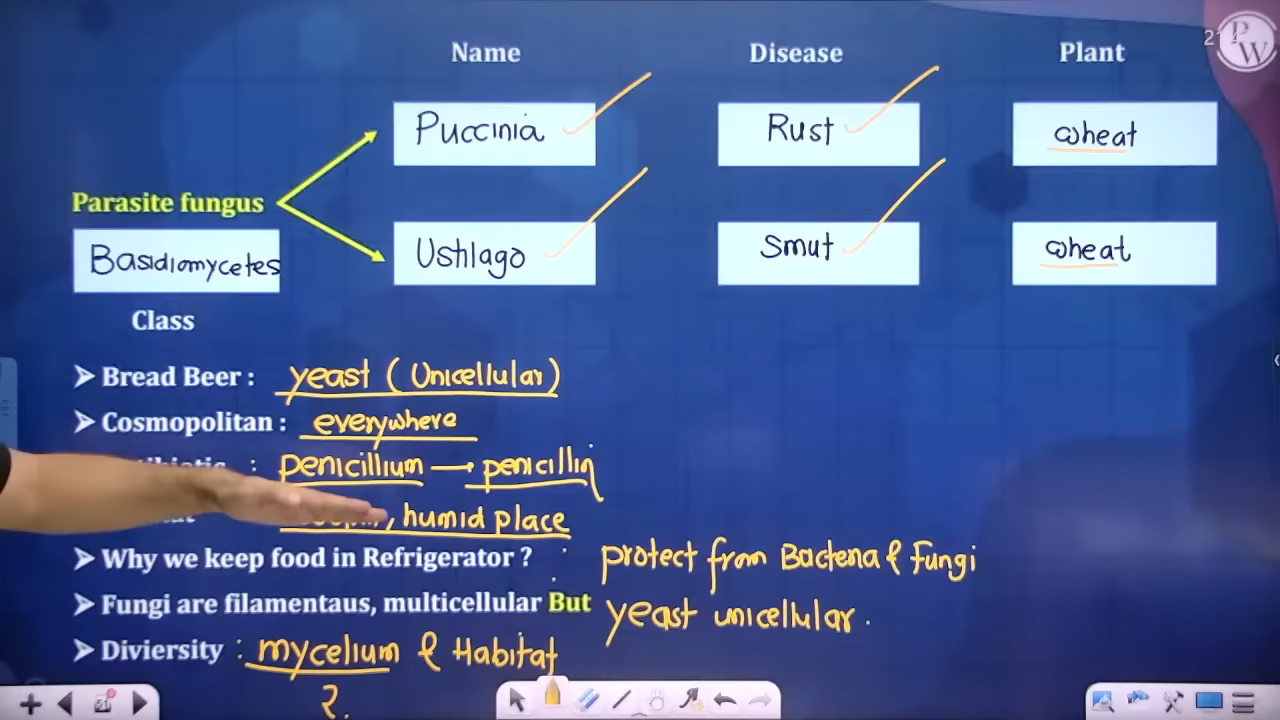 Name Disease Plant
PW
Puccinia Rust wheat
Parasite fungus
Ustilago Smut wheat
Basidiomycetes
Class
➤ Bread Beer : yeast (Unicellular)
➤ Cosmopolitan : everywhere
: penicillium → penicillin
, humid place
➤ Why we keep food in Refrigerator ? : protect from Bacteria & Fungi
➤ Fungi are filamentaus, multicellular But yeast unicellular.
➤ Diviersity : mycelium & Habitat
?